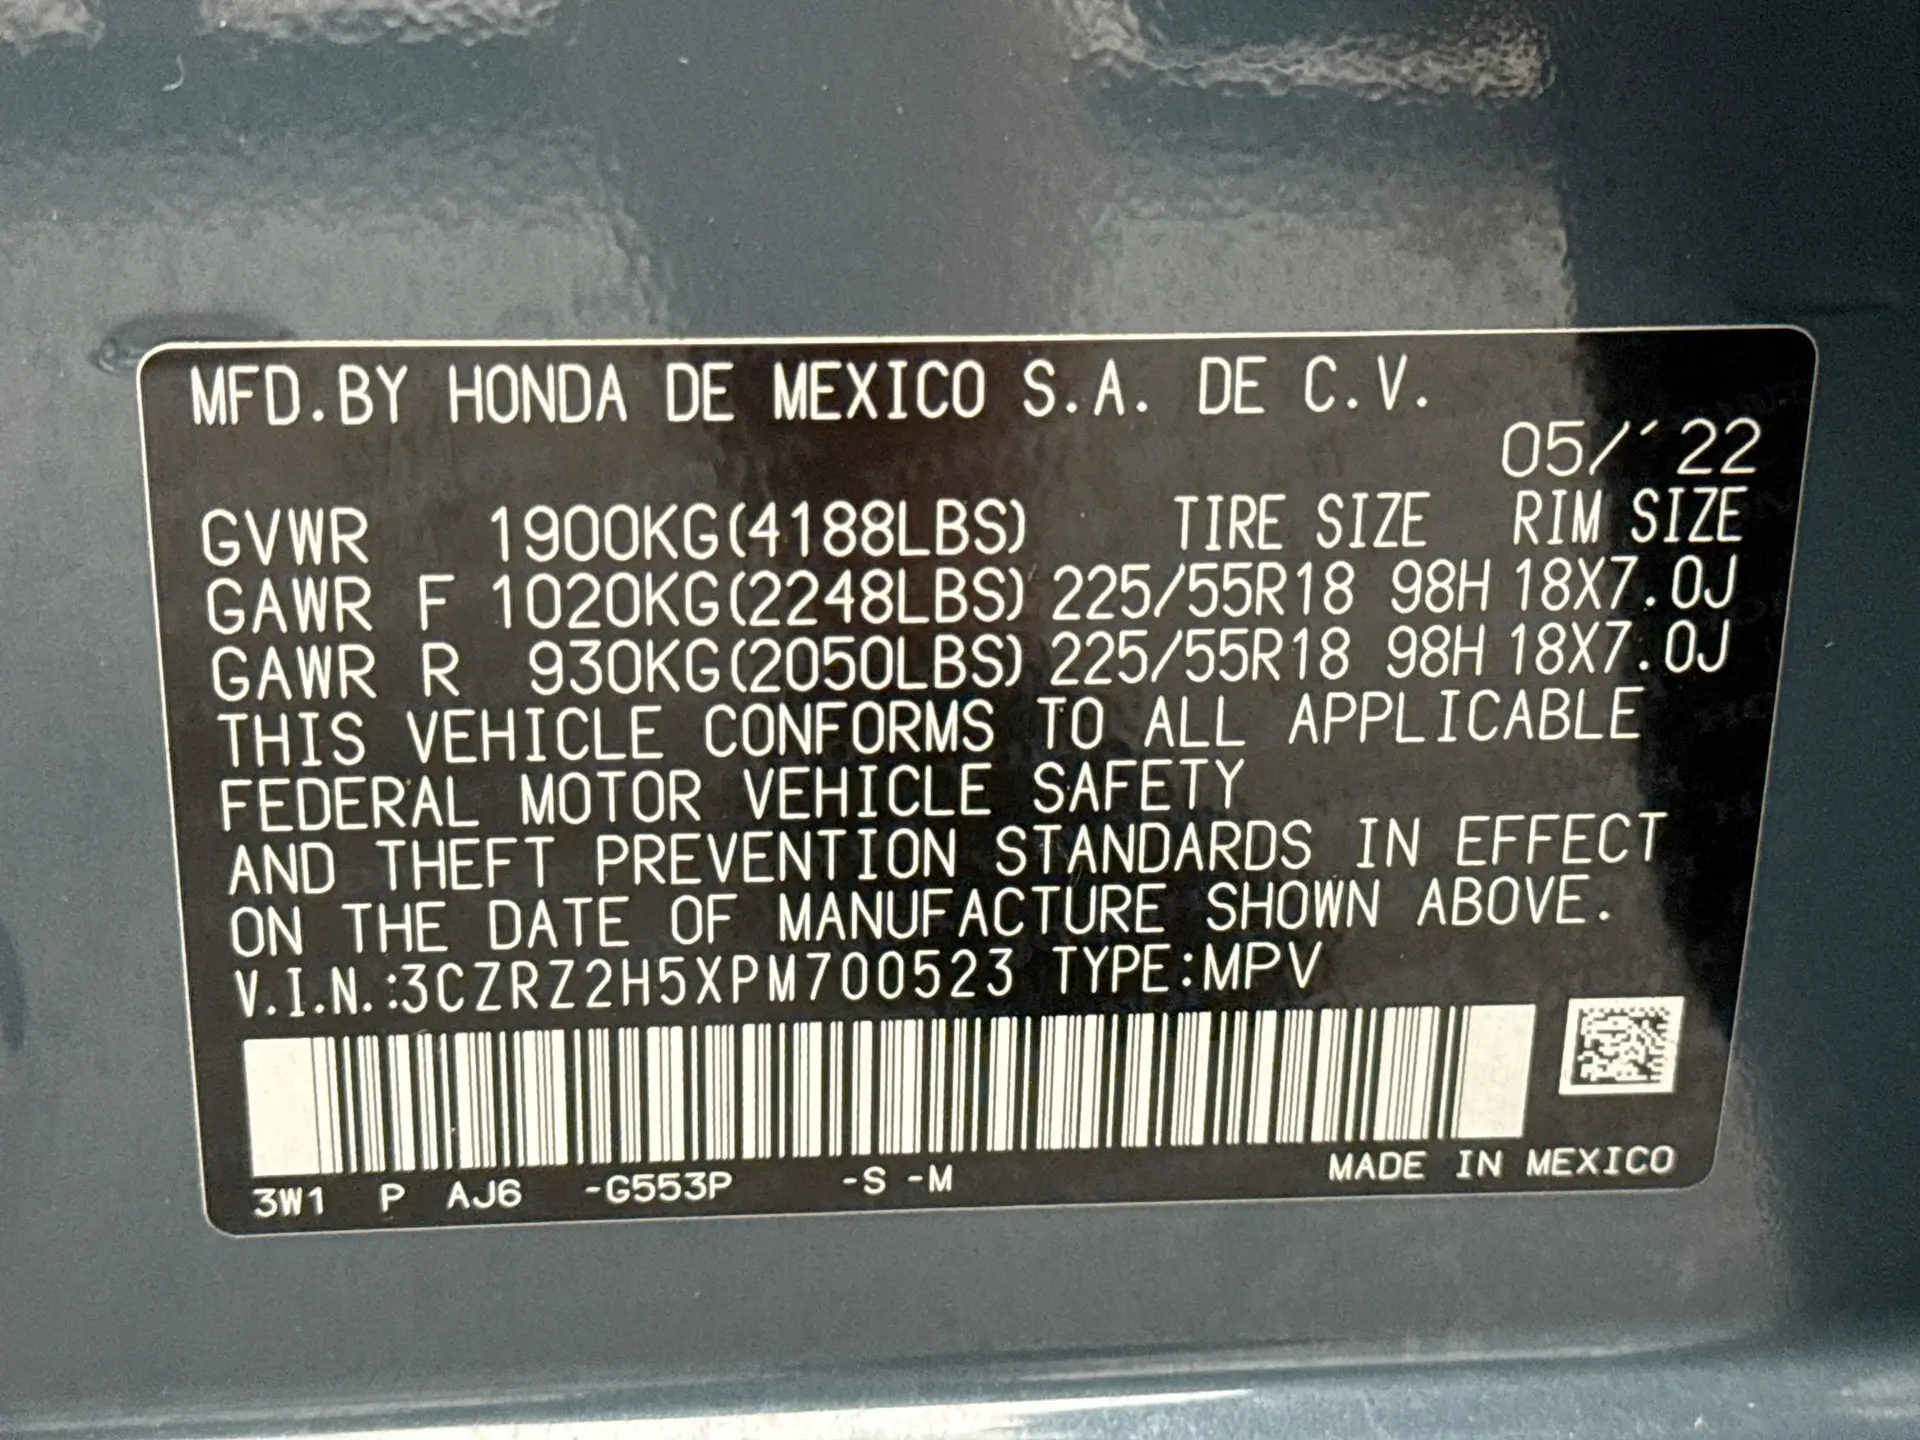 MFD.BY HONDA DE MEXICO S.A. DE C.V.
05/´22
GVWR 1900KG(4188LBS) TIRE SIZE RIM SIZE
GAWR F 1020KG(2248LBS) 225/55R18 98H 18X7.0J
GAWR R 930KG(2050LBS) 225/55R18 98H 18X7.0J
THIS VEHICLE CONFORMS TO ALL APPLICABLE
FEDERAL MOTOR VEHICLE SAFETY
AND THEFT PREVENTION STANDARDS IN EFFECT
ON THE DATE OF MANUFACTURE SHOWN ABOVE.
V.I.N.:3CZRZ2H5XPM700523 TYPE:MPV
3W1 P AJ6 -G553P -S -M MADE IN MEXICO